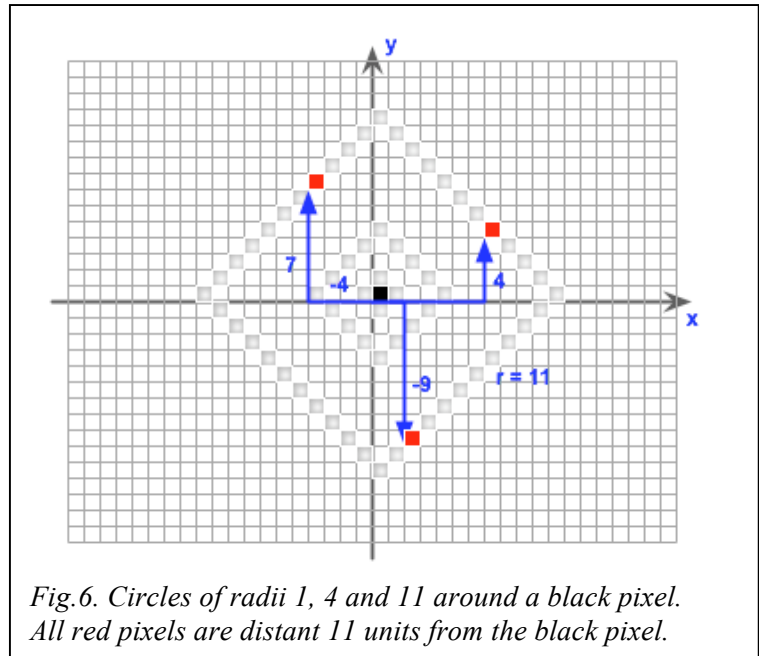 y
7
-4
4
x
-9
r = 11
Fig.6. Circles of radii 1, 4 and 11 around a black pixel.
All red pixels are distant 11 units from the black pixel.